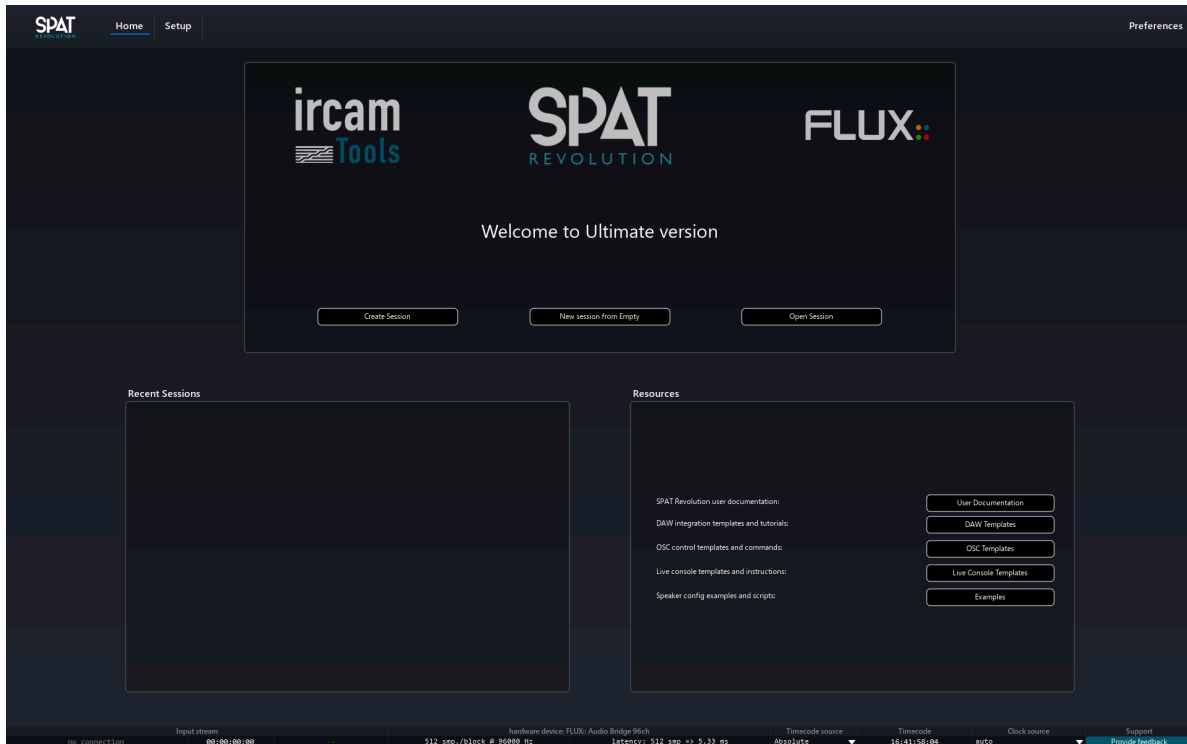 SPAT
REVOLUTION
Home Setup
Preferences
ircam
Tools
SPAT
REVOLUTION
FLUX::
Welcome to Ultimate version
Create Session New session from Empty Open Session
Recent Sessions
Resources
SPAT Revolution user documentation: User Documentation
DAW integration templates and tutorials: DAW Templates
OSC control templates and commands: OSC Templates
Live console templates and instructions: Live Console Templates
Speaker config examples and scripts: Examples
Input stream hardware device: FLUX:: Audio Bridge 96ch Timecode source Timecode Clock source Support
no connection 00:00:00:00 -- 512 smp./block @ 96000 Hz latency: 512 smp => 5.33 ms Absolute 16:41:58:04 auto Provide feedback